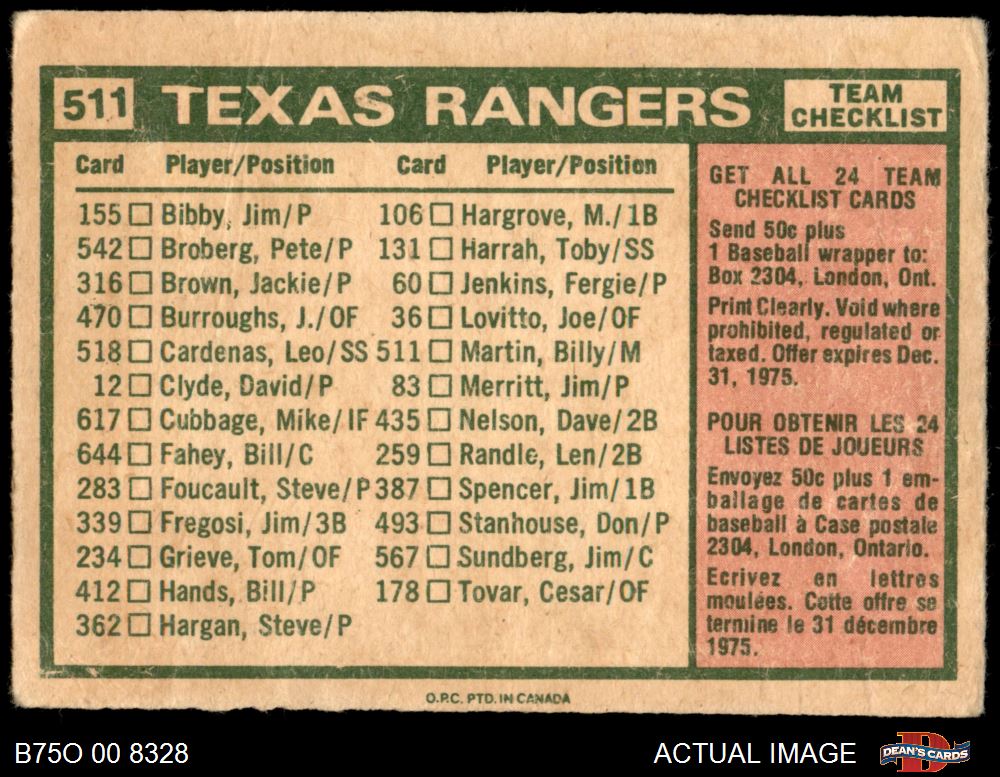 511 TEXAS RANGERS TEAM CHECKLIST
Card Player/Position Card Player/Position
155 Bibby, Jim/P 106 Hargrove, M./1B
542 Broberg, Pete/P 131 Harrah, Toby/SS
316 Brown, Jackie/P 60 Jenkins, Fergie/P
470 Burroughs, J./OF 36 Lovitto, Joe/OF
518 Cardenas, Leo/SS 511 Martin, Billy/M
12 Clyde, David/P 83 Merritt, Jim/P
617 Cubbage, Mike/IF 435 Nelson, Dave/2B
644 Fahey, Bill/C 259 Randle, Len/2B
283 Foucault, Steve/P 387 Spencer, Jim/1B
339 Fregosi, Jim/3B 493 Stanhouse, Don/P
234 Grieve, Tom/OF 567 Sundberg, Jim/C
412 Hands, Bill/P 178 Tovar, Cesar/OF
362 Hargan, Steve/P
GET ALL 24 TEAM
CHECKLIST CARDS
Send 50c plus
1 Baseball wrapper to:
Box 2304, London, Ont.
Print Clearly. Void where
prohibited, regulated or
taxed. Offer expires Dec.
31, 1975.
POUR OBTENIR LES 24
LISTES DE JOUEURS
Envoyez 50c plus 1 em-
ballage de cartes de
baseball à Case postale
2304, London, Ontario.
Ecrivez en lettres
moulées. Cette offre se
termine le 31 décembre
1975.
O.P.C. PTD. IN CANADA
B75O 00 8328
ACTUAL IMAGE
DEAN'S CARDS